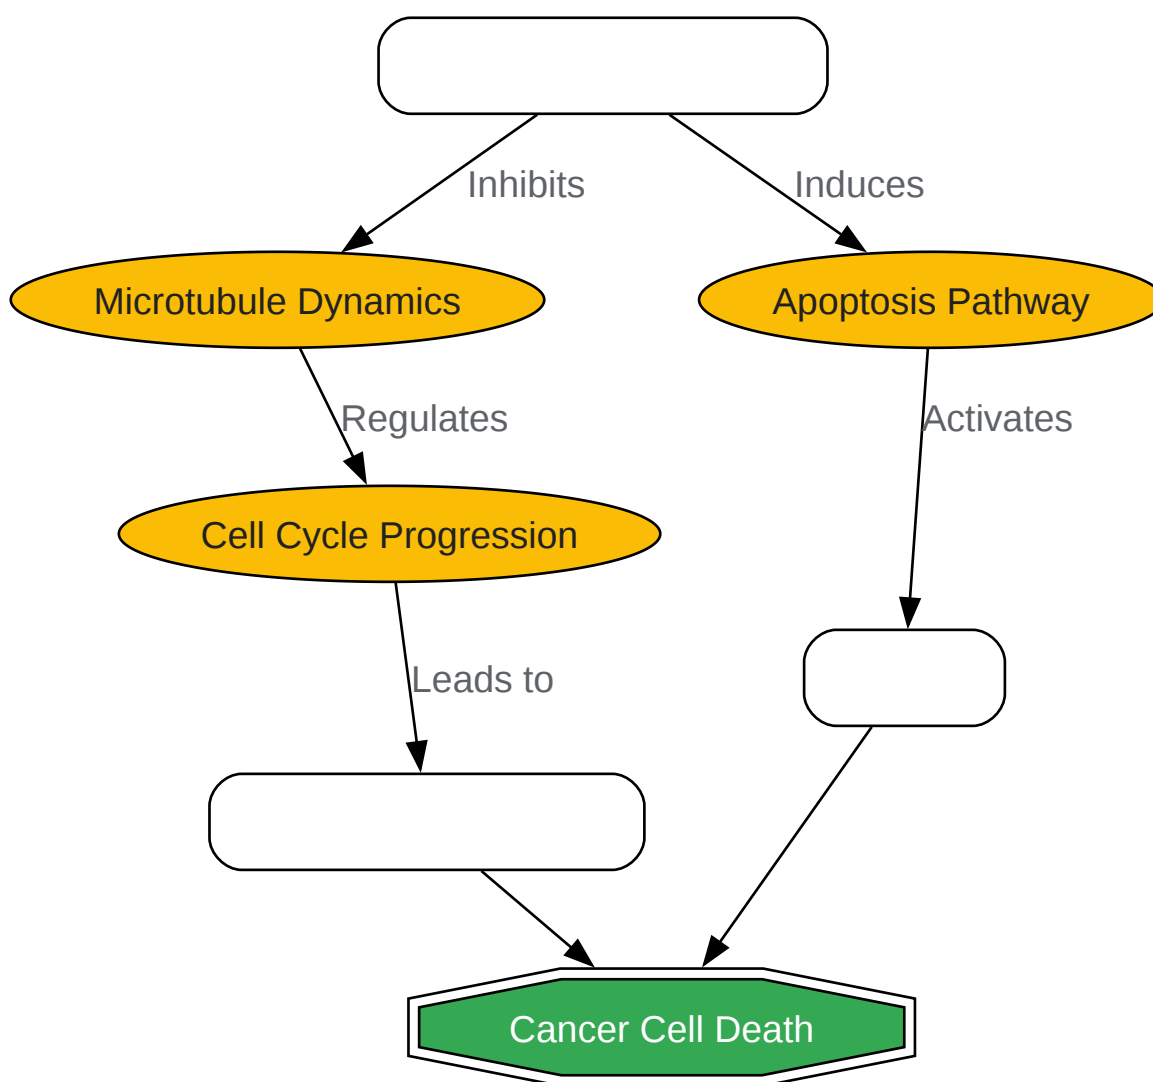 Inhibits
Induces
Microtubule Dynamics
Apoptosis Pathway
Regulates
Activates
Cell Cycle Progression
Leads to
Cancer Cell Death